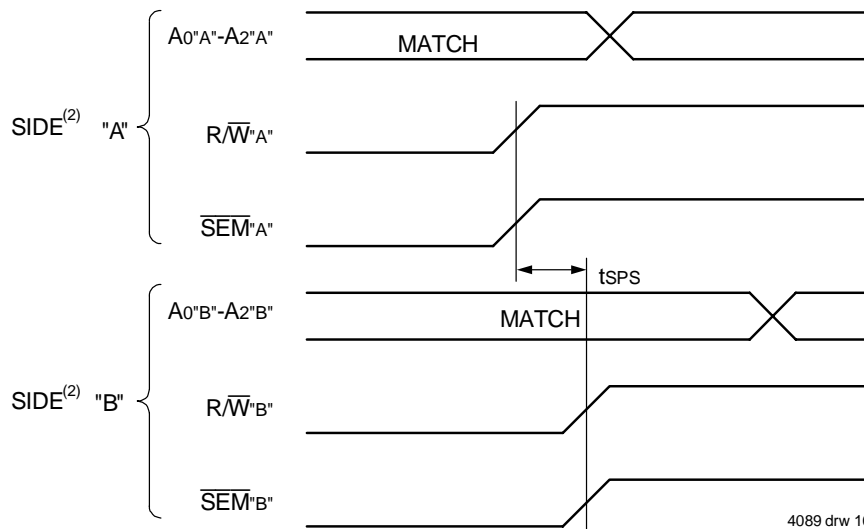 A0"A"-A2"A"
MATCH
SIDE(2) "A"
R/W"A"
SEM"A"
tSPS
A0"B"-A2"B"
MATCH
SIDE(2) "B"
R/W"B"
SEM"B"